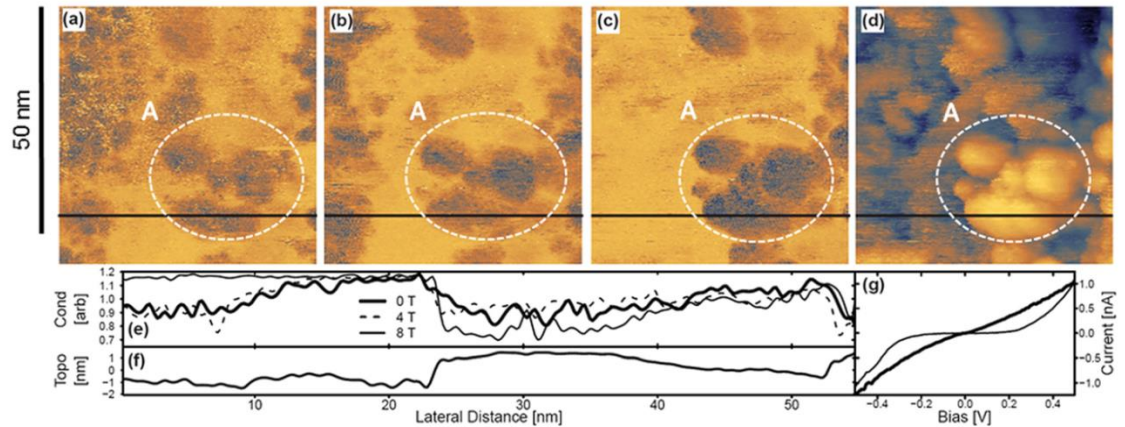 (a)
(b)
(c)
(d)
50 nm
A
A
A
A
Cond
[arb)
1.2
1.1
1.0
0.9
0.8
0.7
(e)
0 T
4 T
8 T
(g)
1.0
0.5
0.0
-0.5
-1.0
Current [nA]
Topo
[nm]
1
0
-1
-2
(f)
10
20
30
40
50
Lateral Distance [nm]
-0.4
-0.2
0.0
0.2
0.4
Bias [V]